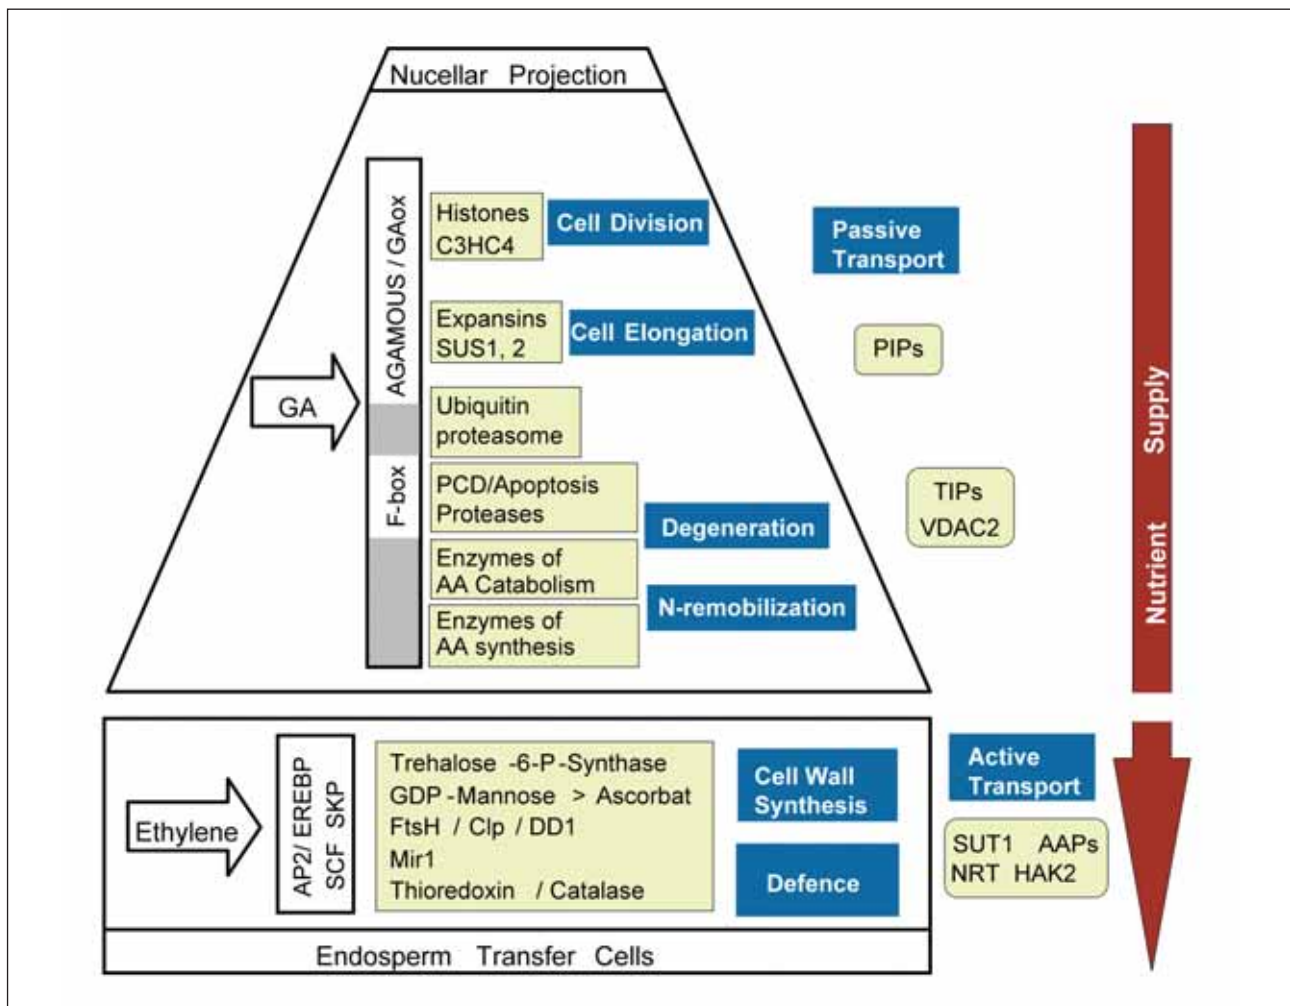 Nucellar Projection
AGAMOUS / GAox
F-box
GA
Histones
C3HC4
Cell Division
Expansins
SUS1, 2
Cell Elongation
Ubiquitin
proteasome
PCD/Apoptosis
Proteases
Degeneration
Enzymes of
AA Catabolism
N-remobilization
Enzymes of
AA synthesis
Passive
Transport
PIPs
TIPs
VDAC2
Nutrient Supply
Ethylene
AP2/ EREBP
SCF SKP
Trehalose -6-P-Synthase
GDP-Mannose > Ascorbat
FtsH / Clp / DD1
Mir1
Thioredoxin / Catalase
Cell Wall
Synthesis
Defence
Active
Transport
SUT1 AAPs
NRT HAK2
Endosperm Transfer Cells